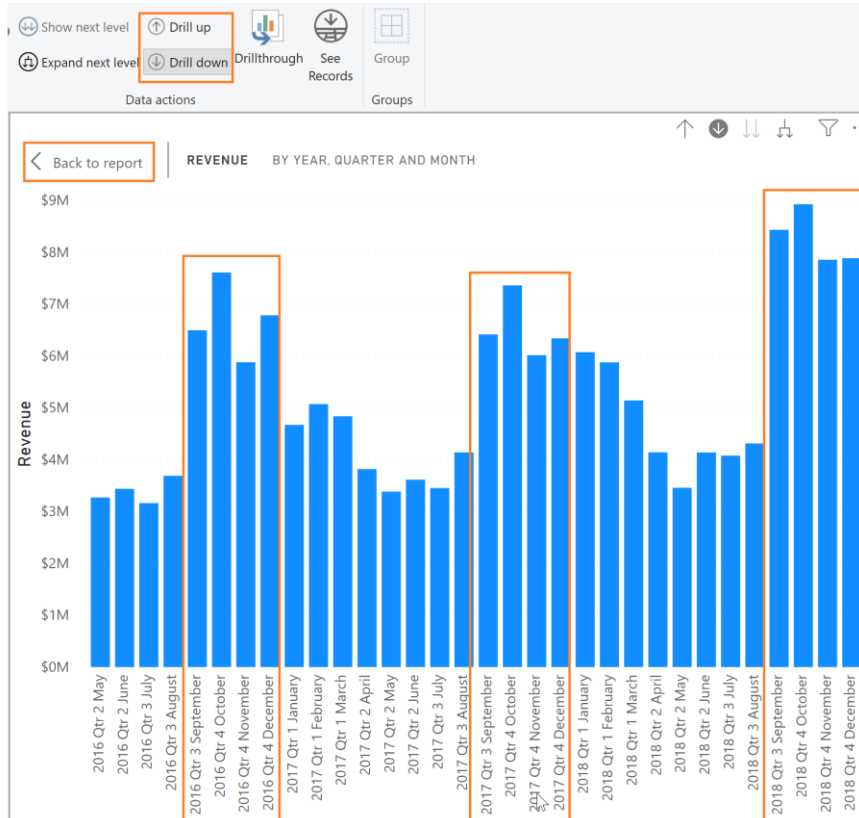 Show next level
Drill up
Expand next level
Drill down
Drillthrough
See
Records
Group
Data actions
Groups
Back to report
REVENUE BY YEAR, QUARTER AND MONTH
$9M
$8M
$7M
$6M
$5M
$4M
$3M
$2M
$1M
$0M
Revenue
2016 Qtr 2 May
2016 Qtr 2 June
2016 Qtr 3 July
2016 Qtr 3 August
2016 Qtr 3 September
2016 Qtr 4 October
2016 Qtr 4 November
2016 Qtr 4 December
2017 Qtr 1 January
2017 Qtr 1 February
2017 Qtr 1 March
2017 Qtr 2 April
2017 Qtr 2 May
2017 Qtr 2 June
2017 Qtr 3 July
2017 Qtr 3 August
2017 Qtr 3 September
2017 Qtr 4 October
2017 Qtr 4 November
2017 Qtr 4 December
2018 Qtr 1 January
2018 Qtr 1 February
2018 Qtr 1 March
2018 Qtr 2 April
2018 Qtr 2 May
2018 Qtr 2 June
2018 Qtr 3 July
2018 Qtr 3 August
2018 Qtr 3 September
2018 Qtr 4 October
2018 Qtr 4 November
2018 Qtr 4 December